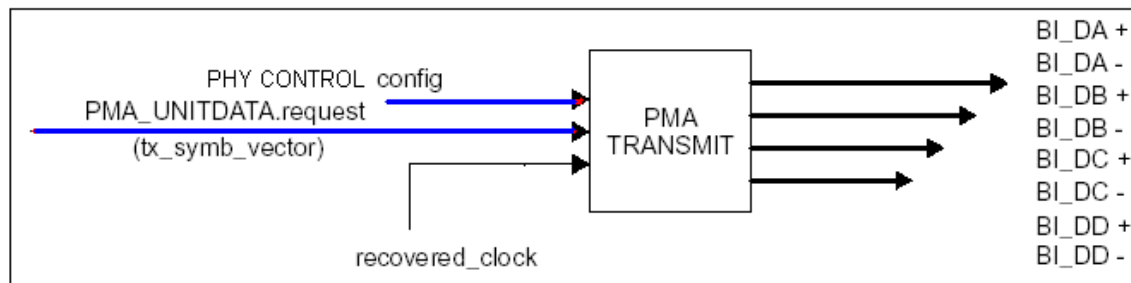 PHY CONTROL config
PMA_UNITDATA.request
(tx_symb_vector)
recovered_clock
PMA
TRANSMIT
BI_DA +
BI_DA -
BI_DB +
BI_DB -
BI_DC +
BI_DC -
BI_DD +
BI_DD -